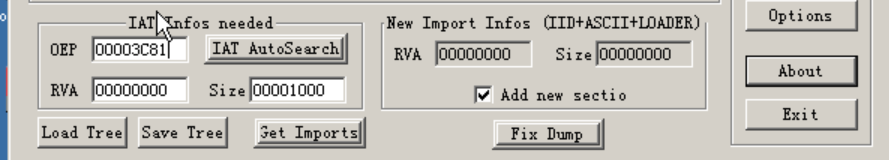 IAT Infos needed
OEP 00003C81 IAT AutoSearch
RVA 00000000 Size 00001000
Load Tree Save Tree Get Imports
New Import Infos (IID+ASCII+LOADER)
RVA 00000000 Size 00000000
Add new sectio
Fix Dump
Options
About
Exit